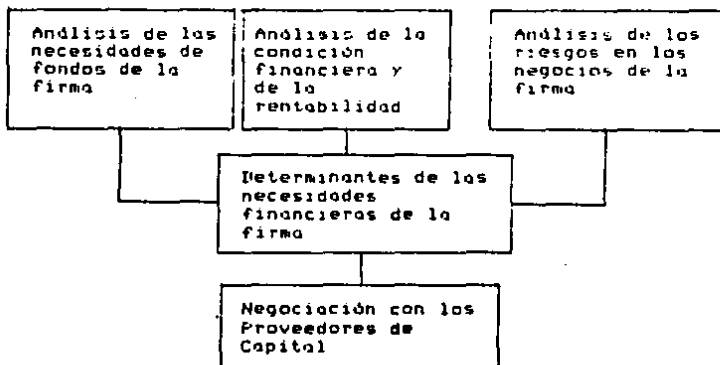 Análisis de las
necesidades de
fondos de la
firma
Análisis de la
condición
financiera y
de la
rentabilidad
Análisis de los
riesgos en los
negocios de la
firma
Determinantes de las
necesidades
financieras de la
firma
Negociación con los
Proveedores de
Capital